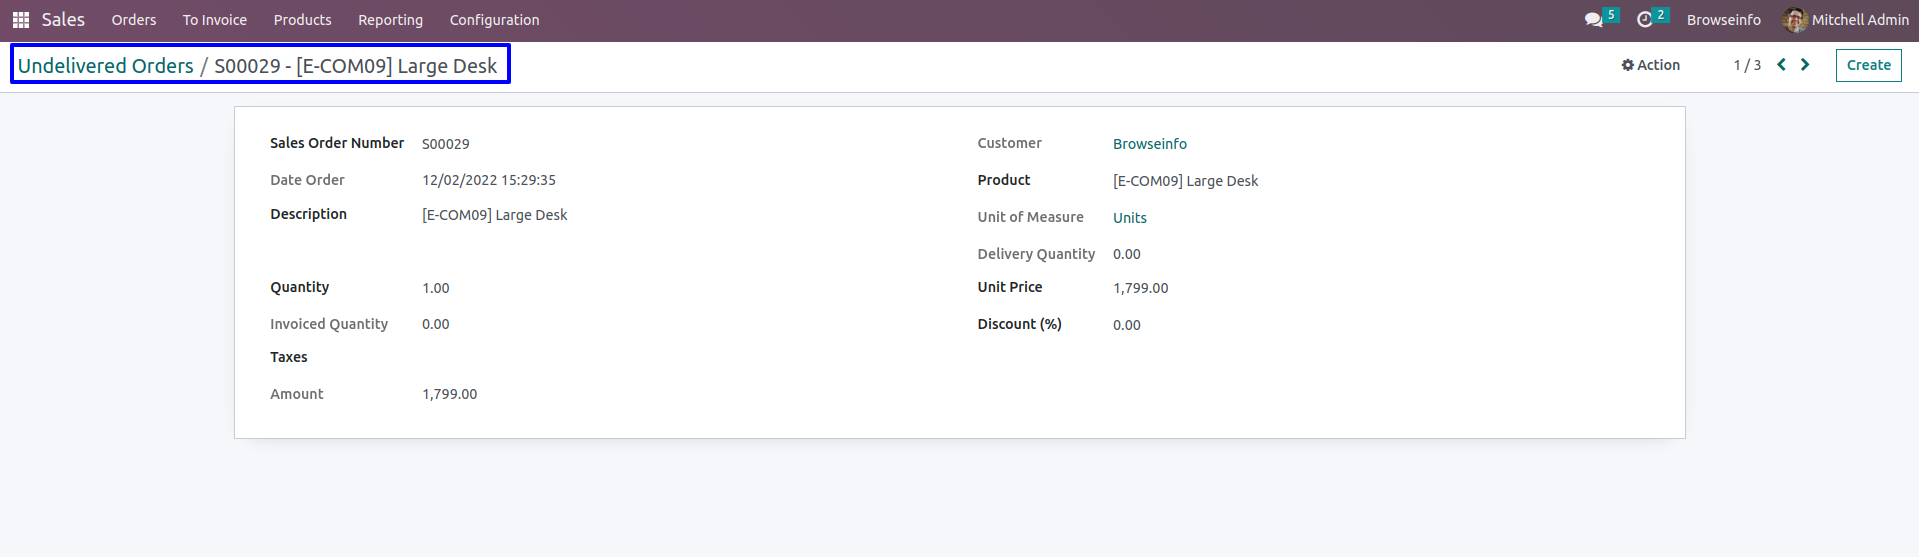 Sales Orders To Invoice Products Reporting Configuration 5 2 Browseinfo Mitchell Admin
Undelivered Orders / S00029 - [E-COM09] Large Desk Action 1 / 3 Create
Sales Order Number S00029
Date Order 12/02/2022 15:29:35
Description [E-COM09] Large Desk
Quantity 1.00
Invoiced Quantity 0.00
Taxes
Amount 1,799.00
Customer Browseinfo
Product [E-COM09] Large Desk
Unit of Measure Units
Delivery Quantity 0.00
Unit Price 1,799.00
Discount (%) 0.00